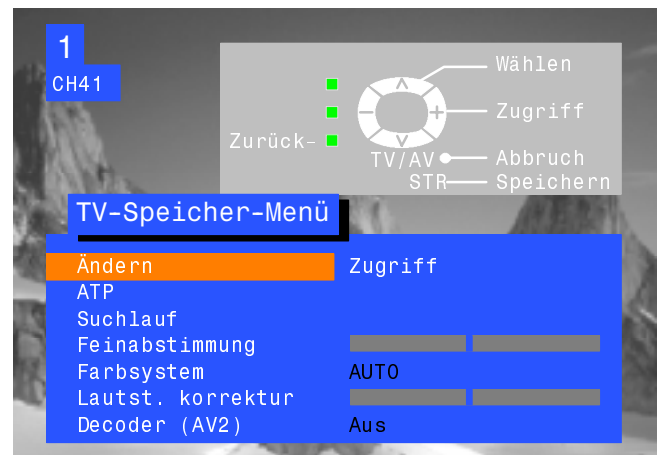 1
CH41
Wählen
Zugriff
Zurück-
TV/AV Abbruch
STR Speichern
TV-Speicher-Menü
Ändern Zugriff
ATP
Suchlauf
Feinabstimmung
Farbsystem AUTO
Lautst. korrektur
Decoder (AV2) Aus